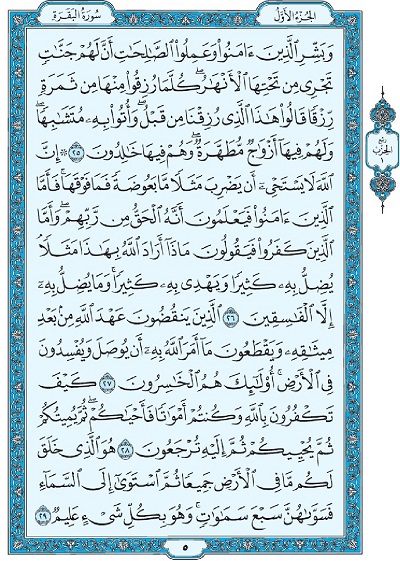 سُورَةُ البَقَرَةِ
الجُزْءُ الأَوَّلُ
وَبَشِّرِ ٱلَّذِينَ ءَامَنُوا۟ وَعَمِلُوا۟ ٱلصَّٰلِحَٰتِ أَنَّ لَهُمْ جَنَّٰتٍ
تَجْرِى مِن تَحْتِهَا ٱلْأَنْهَٰرُ ۖ كُلَّمَا رُزِقُوا۟ مِنْهَا مِن ثَمَرَةٍ
رِّزْقًا ۙ قَالُوا۟ هَٰذَا ٱلَّذِى رُزِقْنَا مِن قَبْلُ ۖ وَأُتُوا۟ بِهِۦ مُتَشَٰبِهًا ۖ
وَلَهُمْ فِيهَآ أَزْوَٰجٌ مُّطَهَّرَةٌ ۖ وَهُمْ فِيهَا خَٰلِدُونَ ٢٥ ۞ إِنَّ
ٱللَّهَ لَا يَسْتَحْىِۦٓ أَن يَضْرِبَ مَثَلًا مَّا بَعُوضَةً فَمَا فَوْقَهَا ۚ فَأَمَّا
ٱلَّذِينَ ءَامَنُوا۟ فَيَعْلَمُونَ أَنَّهُ ٱلْحَقُّ مِن رَّبِّهِمْ ۖ وَأَمَّا
ٱلَّذِينَ كَفَرُوا۟ فَيَقُولُونَ مَاذَآ أَرَادَ ٱللَّهُ بِهَٰذَا مَثَلًا ۘ
يُضِلُّ بِهِۦ كَثِيرًا وَيَهْدِى بِهِۦ كَثِيرًا ۚ وَمَا يُضِلُّ بِهِۦٓ
إِلَّا ٱلْفَٰسِقِينَ ٢٦ ٱلَّذِينَ يَنقُضُونَ عَهْدَ ٱللَّهِ مِنۢ بَعْدِ
مِيثَٰقِهِۦ وَيَقْطَعُونَ مَآ أَمَرَ ٱللَّهُ بِهِۦٓ أَن يُوصَلَ وَيُفْسِدُونَ
فِى ٱلْأَرْضِ ۚ أُو۟لَٰٓئِكَ هُمُ ٱلْخَٰسِرُونَ ٢٧ كَيْفَ
تَكْفُرُونَ بِٱللَّهِ وَكُنتُمْ أَمْوَٰتًا فَأَحْيَٰكُمْ ۖ ثُمَّ يُمِيتُكُمْ
ثُمَّ يُحْيِيكُمْ ثُمَّ إِلَيْهِ تُرْجَعُونَ ٢٨ هُوَ ٱلَّذِى خَلَقَ
لَكُم مَّا فِى ٱلْأَرْضِ جَمِيعًا ثُمَّ ٱسْتَوَىٰٓ إِلَى ٱلسَّمَآءِ
فَسَوَّىٰهُنَّ سَبْعَ سَمَٰوَٰتٍ ۚ وَهُوَ بِكُلِّ شَىْءٍ عَلِيمٌ ٢٩
٥